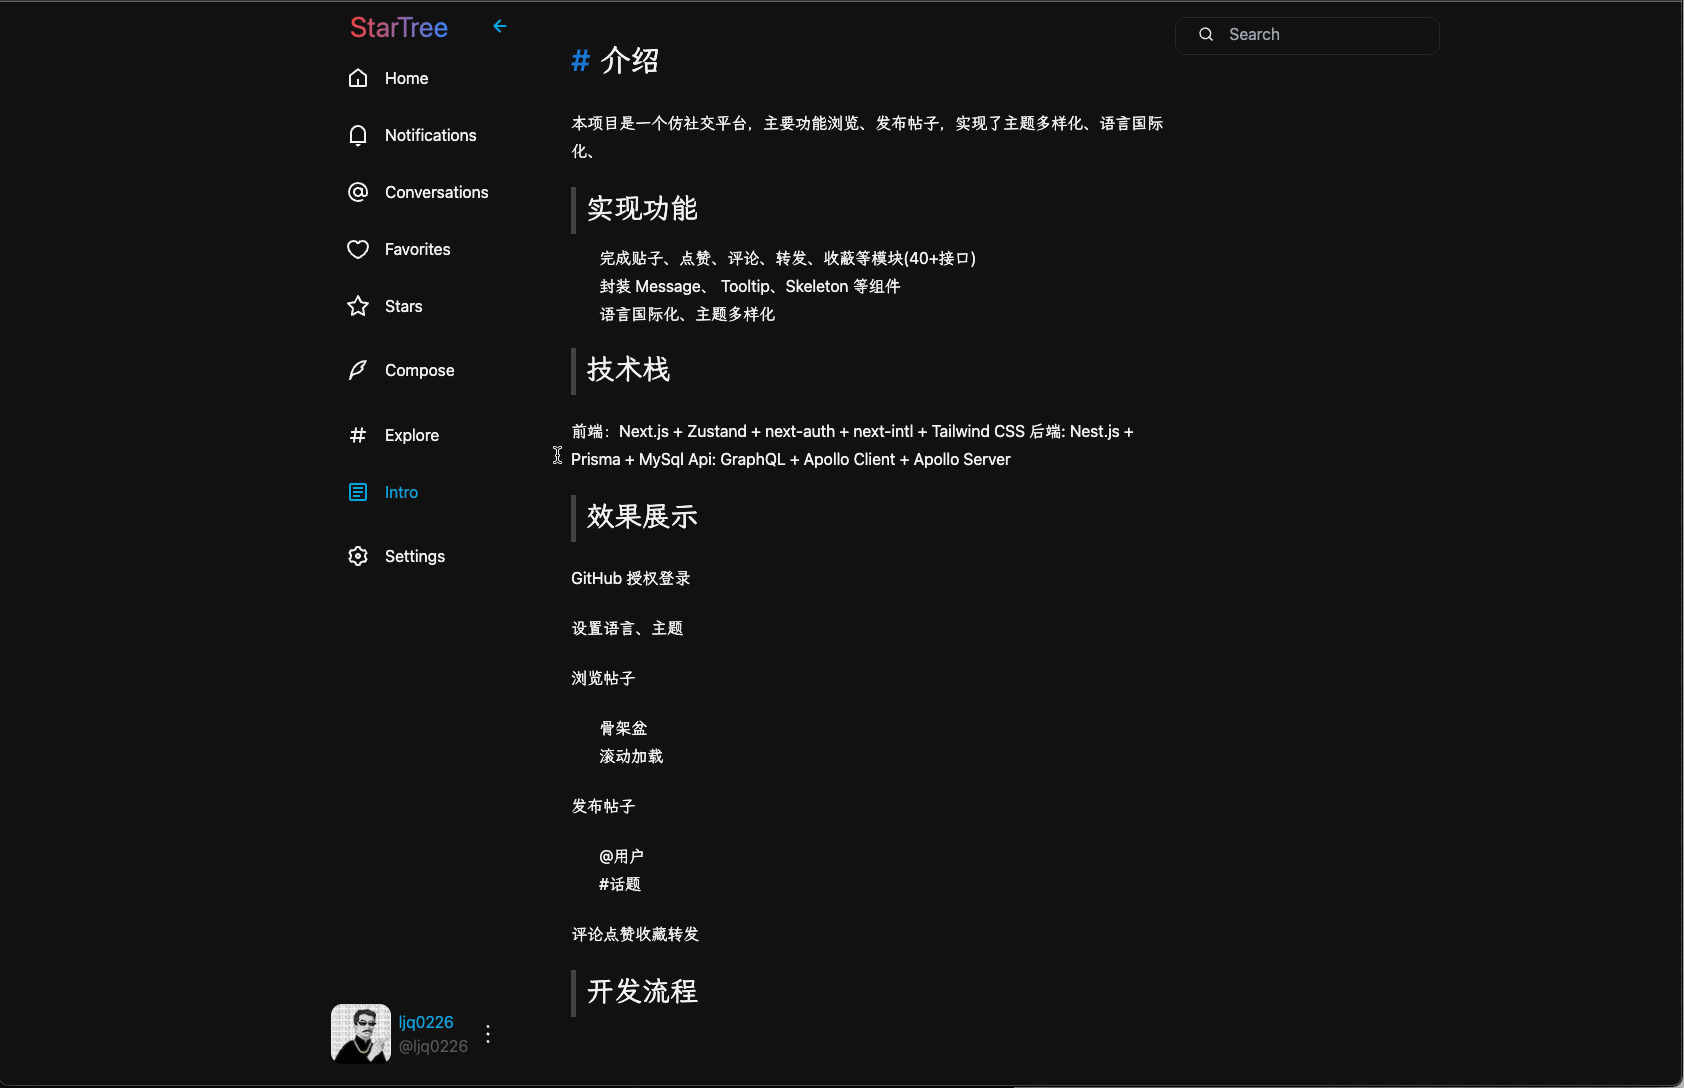 StarTree
Home
Notifications
Conversations
Favorites
Stars
Compose
Explore
Intro
Settings
ljq0226
@ljq0226
# 介绍
本项目是一个仿社交平台，主要功能浏览、发布帖子，实现了主题多样化、语言国际
化、
实现功能
完成贴子、点赞、评论、转发、收蔽等模块(40+接口)
封装 Message、 Tooltip、Skeleton 等组件
语言国际化、主题多样化
技术栈
前端：Next.js + Zustand + next-auth + next-intl + Tailwind CSS 后端: Nest.js +
Prisma + MySql Api: GraphQL + Apollo Client + Apollo Server
效果展示
GitHub 授权登录
设置语言、主题
浏览帖子
骨架盆
滚动加载
发布帖子
@用户
#话题
评论点赞收藏转发
开发流程
Search